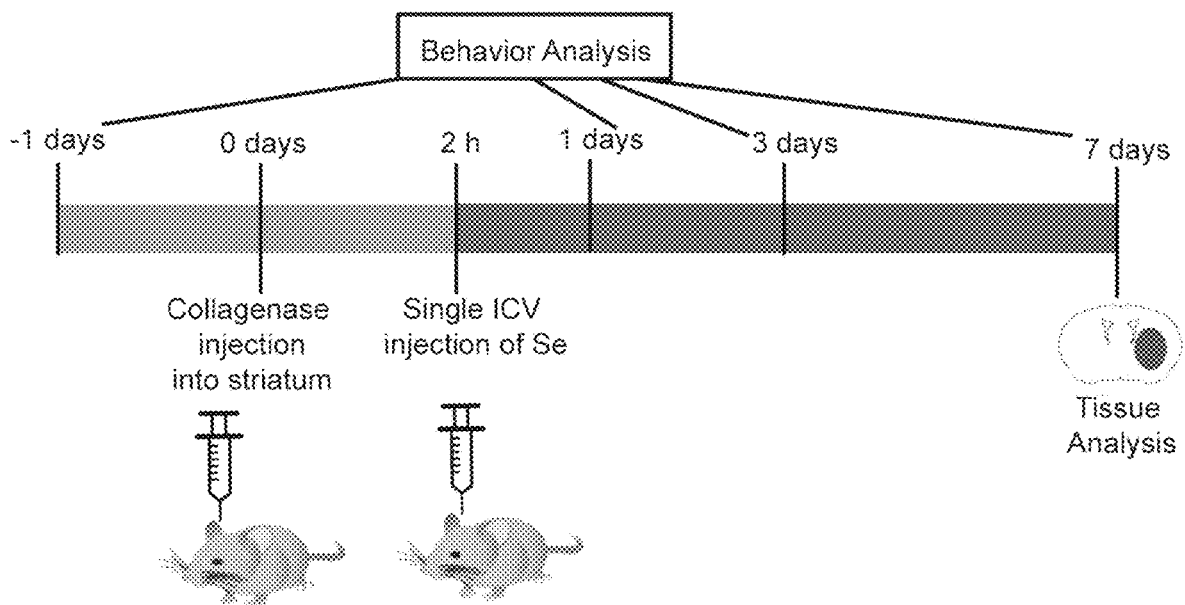 Behavior Analysis
-1 days
0 days
2 h
1 days
3 days
7 days
Collagenase
injection
into striatum
Single ICV
injection of Se
Tissue
Analysis